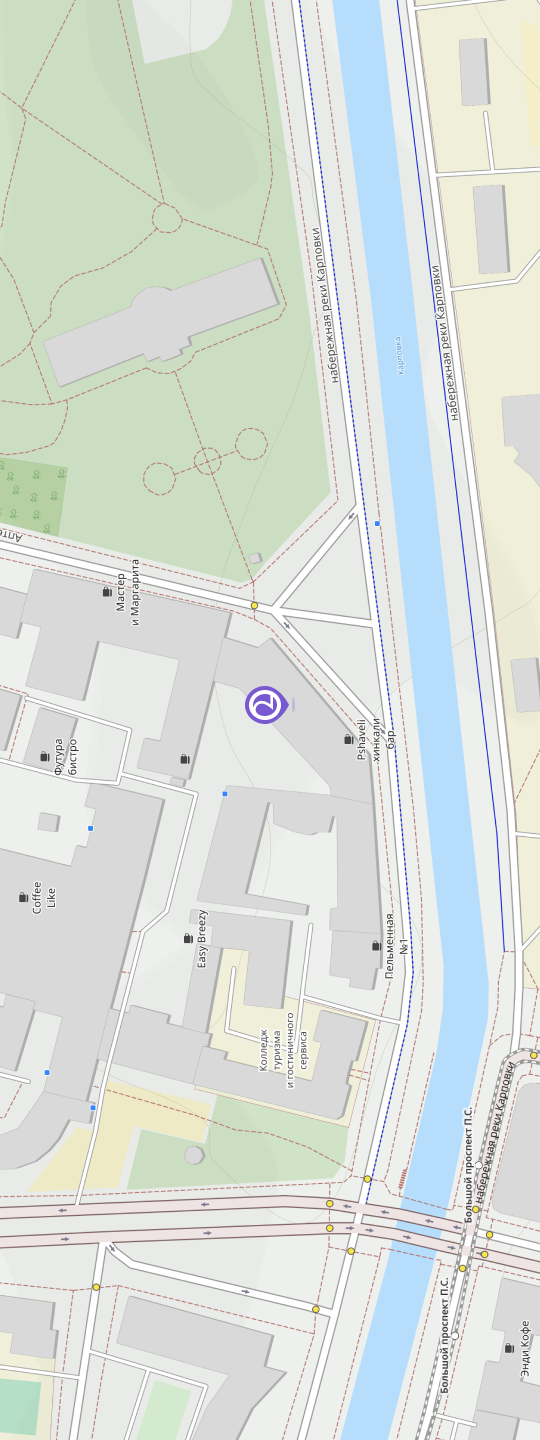 набережная реки Карповки
набережная реки Карповки
Карповка
Апте
Мастер
и Маргарита
Pshaveli
хинкали
бар
Футура
бистро
Coffee
Like
Easy Breezy
Пельменная
№1
Колледж
туризма
и гостиничного
сервиса
набережная реки Карповки
Большой проспект П.С.
Большой проспект П.С.
Энди Кофе